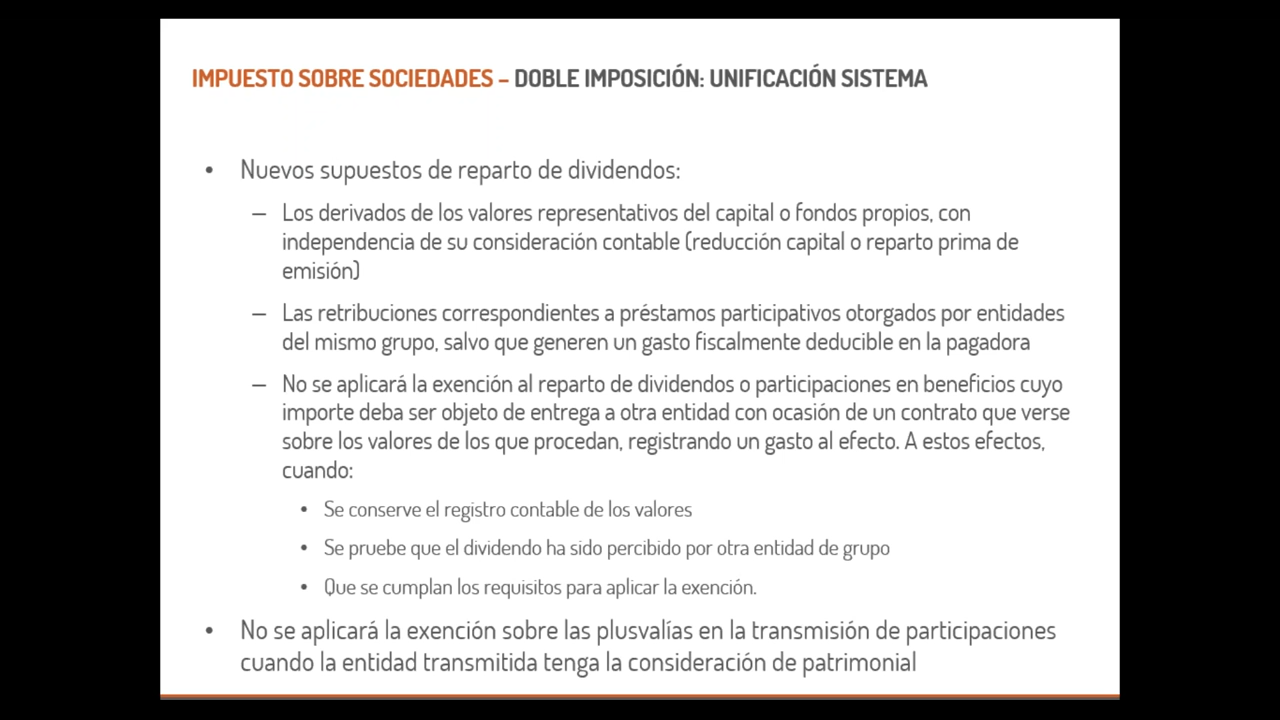 IMPUESTO SOBRE SOCIEDADES – DOBLE IMPOSICIÓN: UNIFICACIÓN SISTEMA
• Nuevos supuestos de reparto de dividendos:
– Los derivados de los valores representativos del capital o fondos propios, con
independencia de su consideración contable (reducción capital o reparto prima de
emisión)
– Las retribuciones correspondientes a préstamos participativos otorgados por entidades
del mismo grupo, salvo que generen un gasto fiscalmente deducible en la pagadora
– No se aplicará la exención al reparto de dividendos o participaciones en beneficios cuyo
importe deba ser objeto de entrega a otra entidad con ocasión de un contrato que verse
sobre los valores de los que procedan, registrando un gasto al efecto. A estos efectos,
cuando:
• Se conserve el registro contable de los valores
• Se pruebe que el dividendo ha sido percibido por otra entidad de grupo
• Que se cumplan los requisitos para aplicar la exención.
• No se aplicará la exención sobre las plusvalías en la transmisión de participaciones
cuando la entidad transmitida tenga la consideración de patrimonial